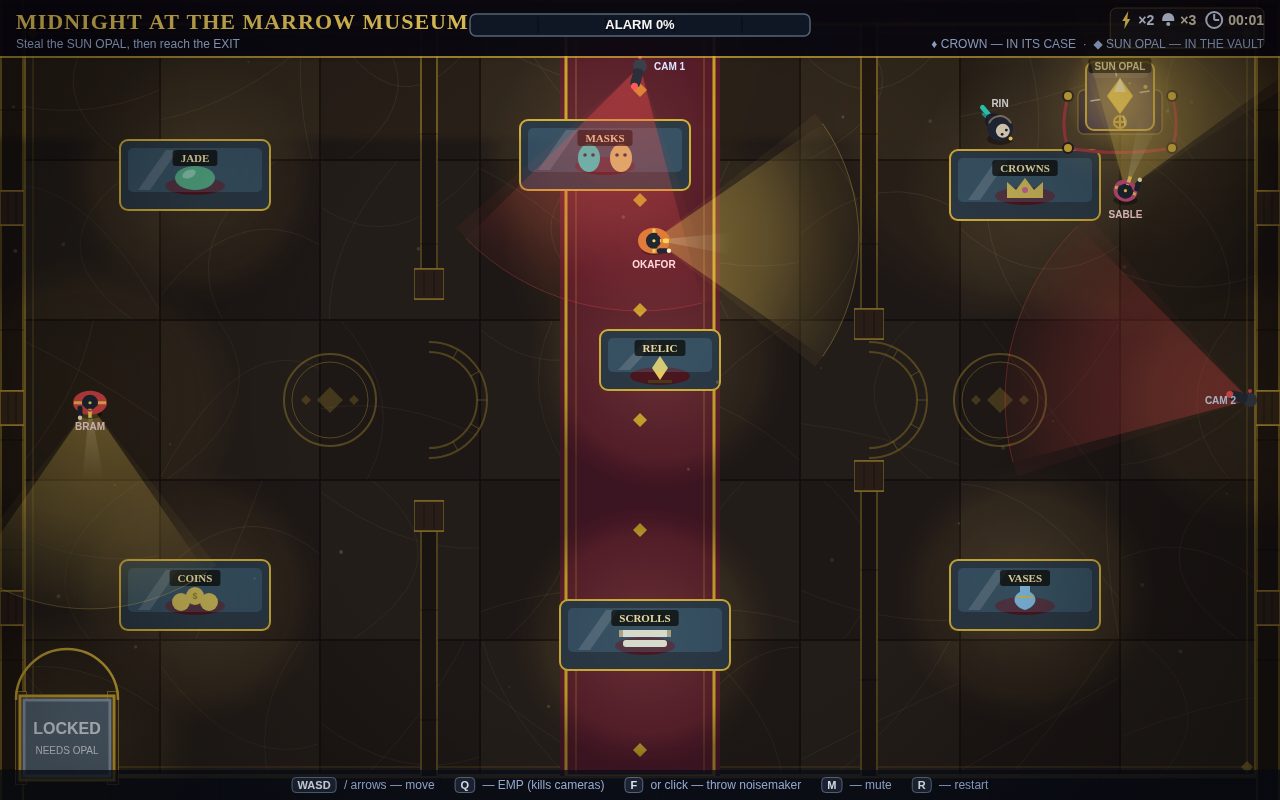 MIDNIGHT AT THE MARROW MUSEUM
Steal the SUN OPAL, then reach the EXIT
ALARM 0%
×2 ×3 00:01
♦ CROWN — IN ITS CASE · ◆ SUN OPAL — IN THE VAULT
CAM 1
SUN OPAL
RIN
MASKS
JADE
CROWNS
SABLE
OKAFOR
RELIC
CAM 2
BRAM
COINS
$
VASES
SCROLLS
LOCKED
NEEDS OPAL
WASD / arrows — move Q — EMP (kills cameras) F or click — throw noisemaker M — mute R — restart